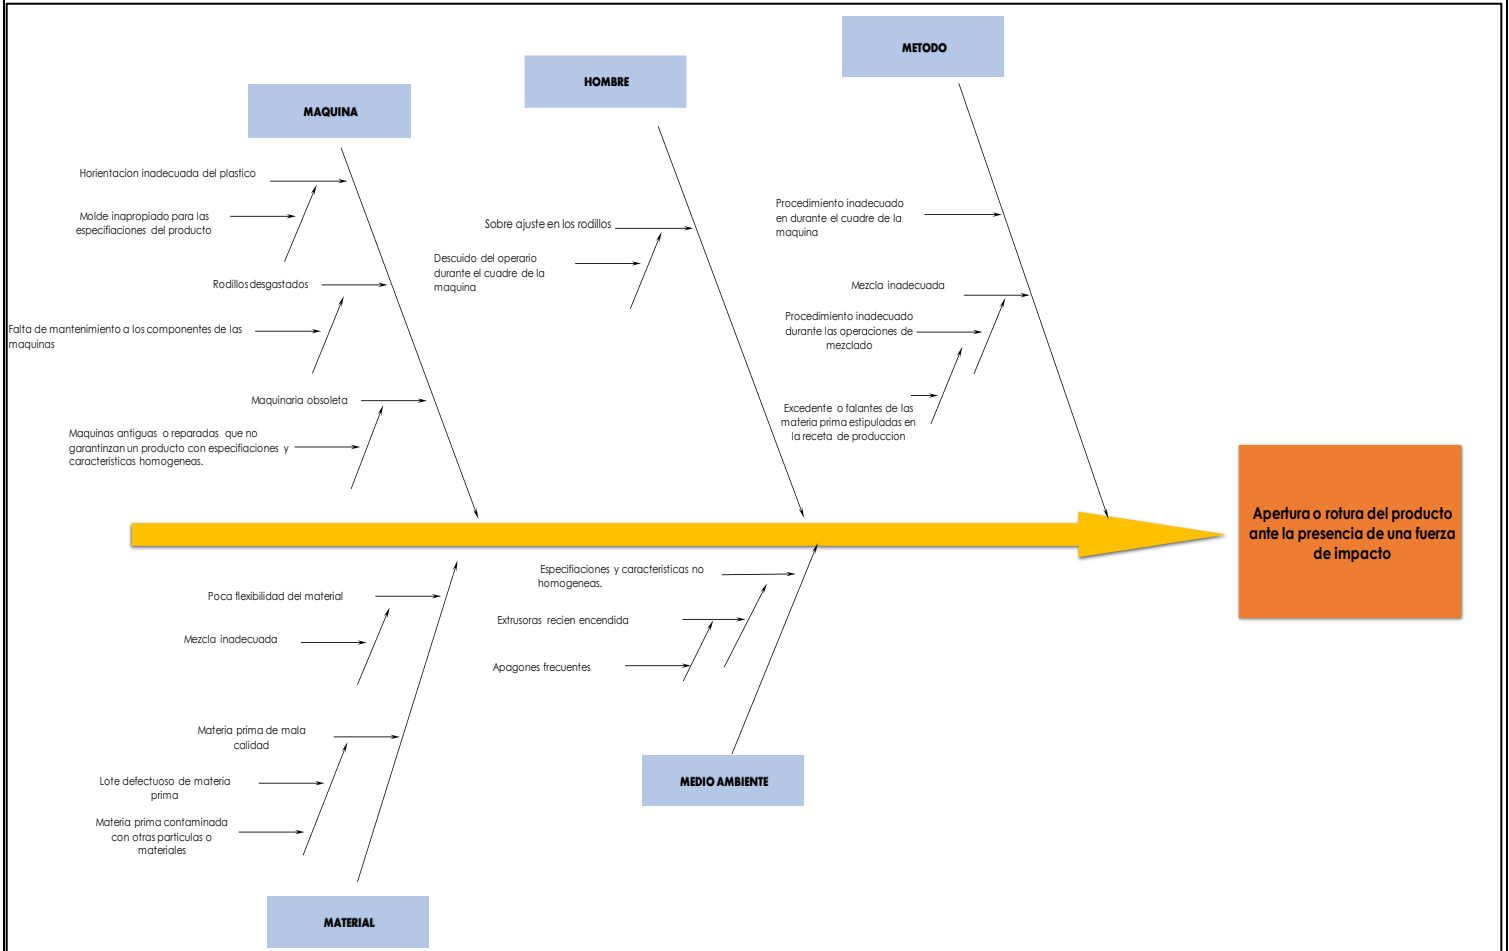 METODO
HOMBRE
MAQUINA
Horientacion inadecuada del plastico
Molde inapropiado para las
especifiaciones del producto
Rodillos desgastados
Falta de mantenimiento a los componentes de las
maquinas
Maquinaria obsoleta
Maquinas antiguas o reparadas que no
garantizan un producto con especifiaciones y
caracteristicas homogeneas.
Sobre ajuste en los rodillos
Descuido del operario
durante el cuadre de la
maquina
Procedimiento inadecuado
en durante el cuadre de la
maquina
Mezcla inadecuada
Procedimiento inadecuado
durante las operaciones de
mezclado
Excedente o falantes de las
materia prima estipuladas en
la receta de produccion
Apertura o rotura del producto
ante la presencia de una fuerza
de impacto
Poca flexibilidad del material
Mezcla inadecuada
Materia prima de mala
calidad
Lote defectuoso de materia
prima
Materia prima contaminada
con otras particulas o
materiales
Especifiaciones y caracteristicas no
homogeneas.
Extrusoras recien encendida
Apagones frecuentes
MEDIO AMBIENTE
MATERIAL